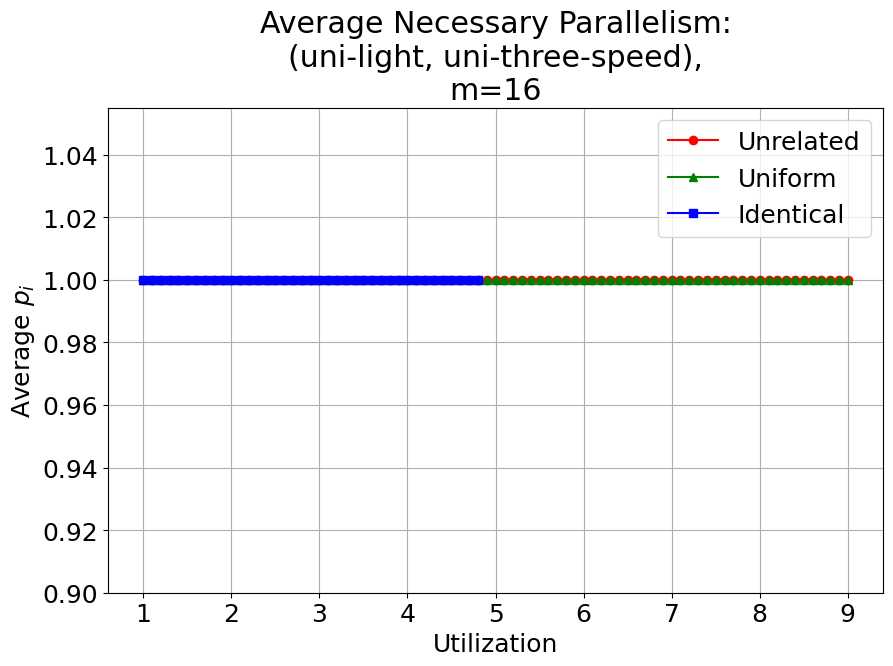 Average Necessary Parallelism:
(uni-light, uni-three-speed),
m=16
Unrelated
Uniform
Identical
1.04
1.02
1.00
0.98
0.96
0.94
0.92
0.90
Average $p_i$
1 2 3 4 5 6 7 8 9
Utilization